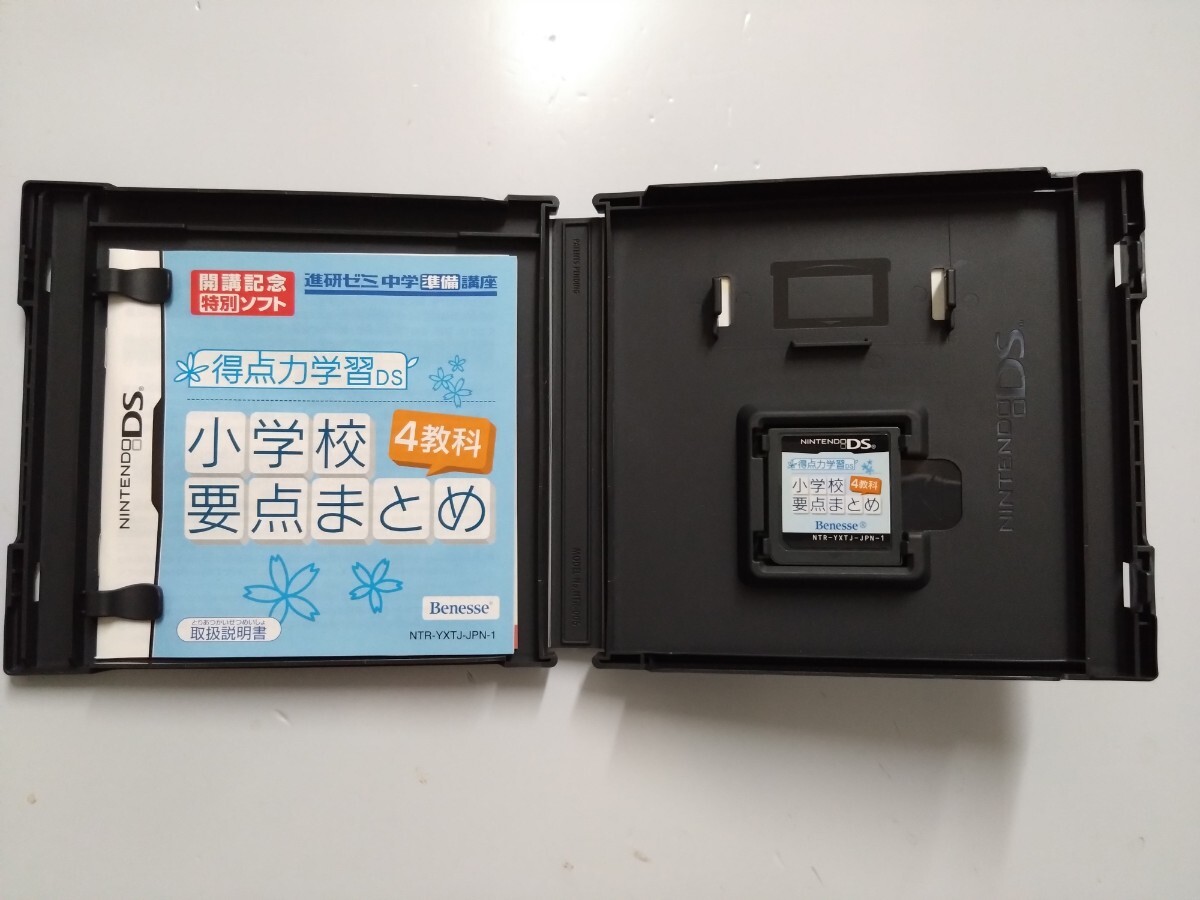 開講記念
特別ソフト
進研ゼミ中学準備講座
得点力学習DS
小学校
4教科
要点まとめ
Benesse®
とりあつかいせつめいしょ
取扱説明書
NTR-YXTJ-JPN-1
NINTENDO DS®
NINTENDO DS®
得点力学習DS
小学校
4教科
要点まとめ
Benesse®
NTR-YXTJ-JPN-1
NINTENDO DS